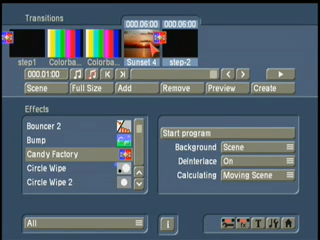 Transitions
000.06:00 000.06:00
step1 Colorba.. Colorba.. Sunset 4 step-2
000.01:00
Scene Full Size Add Remove Preview Create
Effects
Bouncer 2
Bump
Candy Factory
Circle Wipe
Circle Wipe 2
Start program
Background Scene
DeInterlace On
Calculating Moving Scene
All
i
T